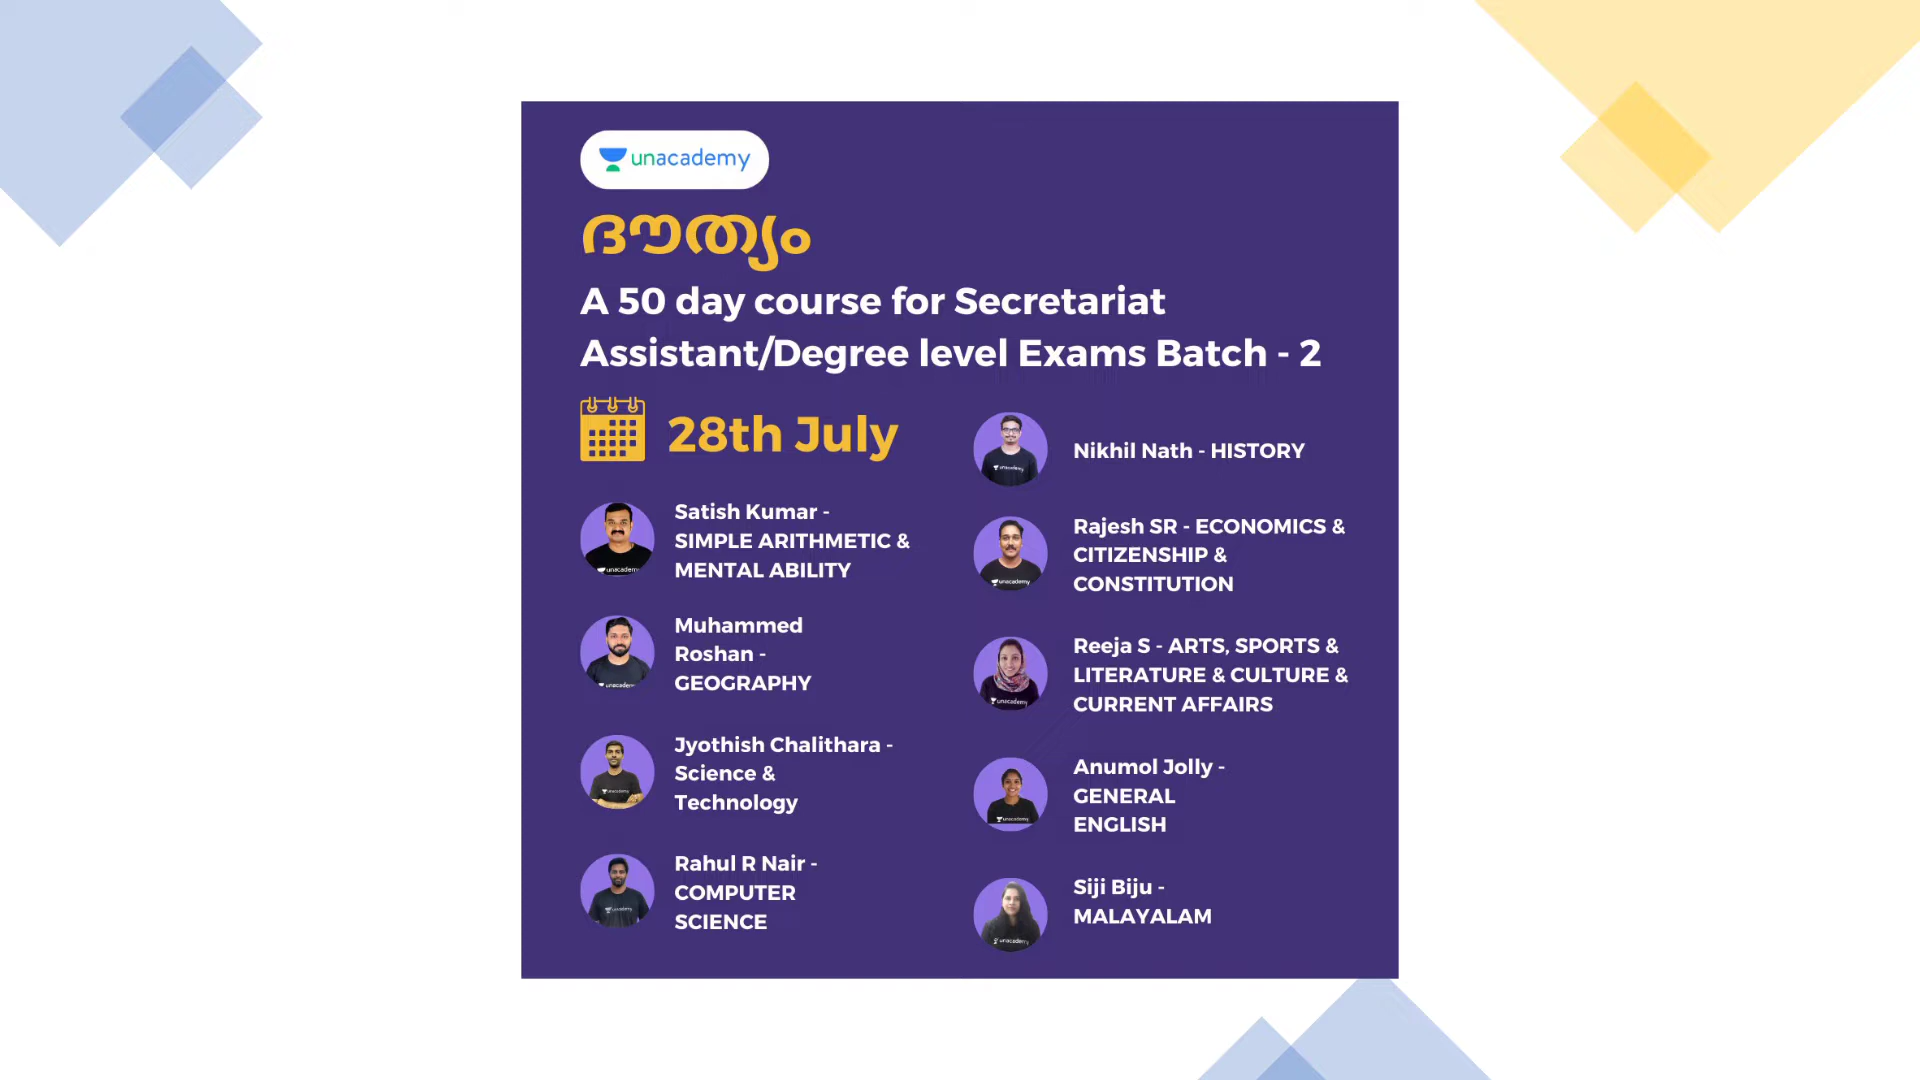 unacademy
ദൗത്യം
A 50 day course for Secretariat
Assistant/Degree level Exams Batch - 2
28th July
Satish Kumar -
SIMPLE ARITHMETIC &
MENTAL ABILITY
Muhammed
Roshan -
GEOGRAPHY
Jyothish Chalithara -
Science &
Technology
Rahul R Nair -
COMPUTER
SCIENCE
Nikhil Nath - HISTORY
Rajesh SR - ECONOMICS &
CITIZENSHIP &
CONSTITUTION
Reeja S - ARTS, SPORTS &
LITERATURE & CULTURE &
CURRENT AFFAIRS
Anumol Jolly -
GENERAL
ENGLISH
Siji Biju -
MALAYALAM